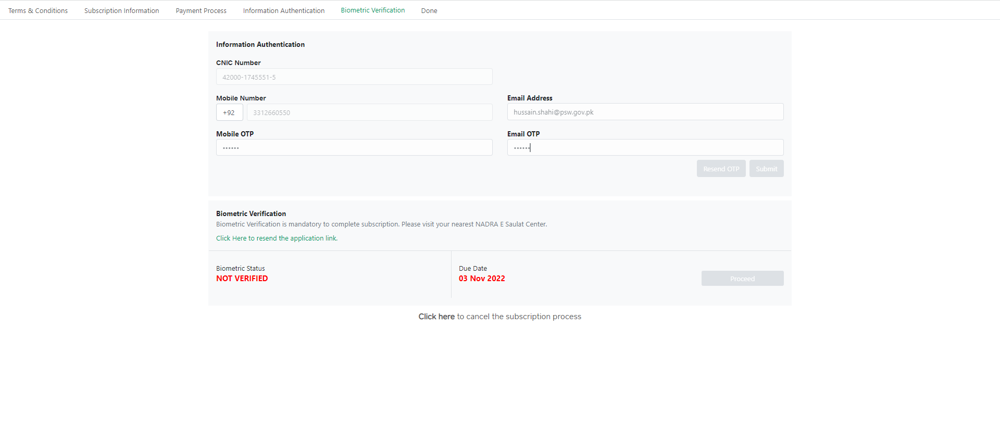 Terms & Conditions Subscription Information Payment Process Information Authentication Biometric Verification Done
Information Authentication
CNIC Number
42000-1745551-5
Mobile Number Email Address
+92 3312660550 hussain.shahi@psw.gov.pk
Mobile OTP Email OTP
•••••• ••••••
Resend OTP Submit
Biometric Verification
Biometric Verification is mandatory to complete subscription. Please visit your nearest NADRA E Saulat Center.
Click Here to resend the application link.
Biometric Status Due Date
NOT VERIFIED 03 Nov 2022 Proceed
Click here to cancel the subscription process